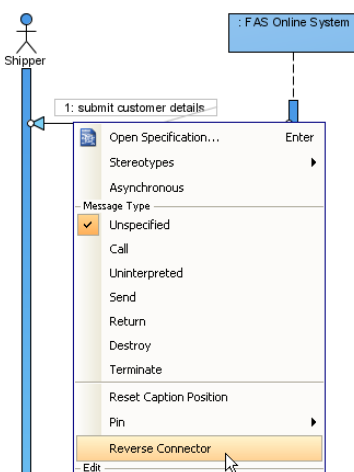 : FAS Online System
Shipper
1: submit customer details
Open Specification... Enter
Stereotypes
Asynchronous
Message Type
Unspecified
Call
Uninterpreted
Send
Return
Destroy
Terminate
Reset Caption Position
Pin
Reverse Connector
Edit